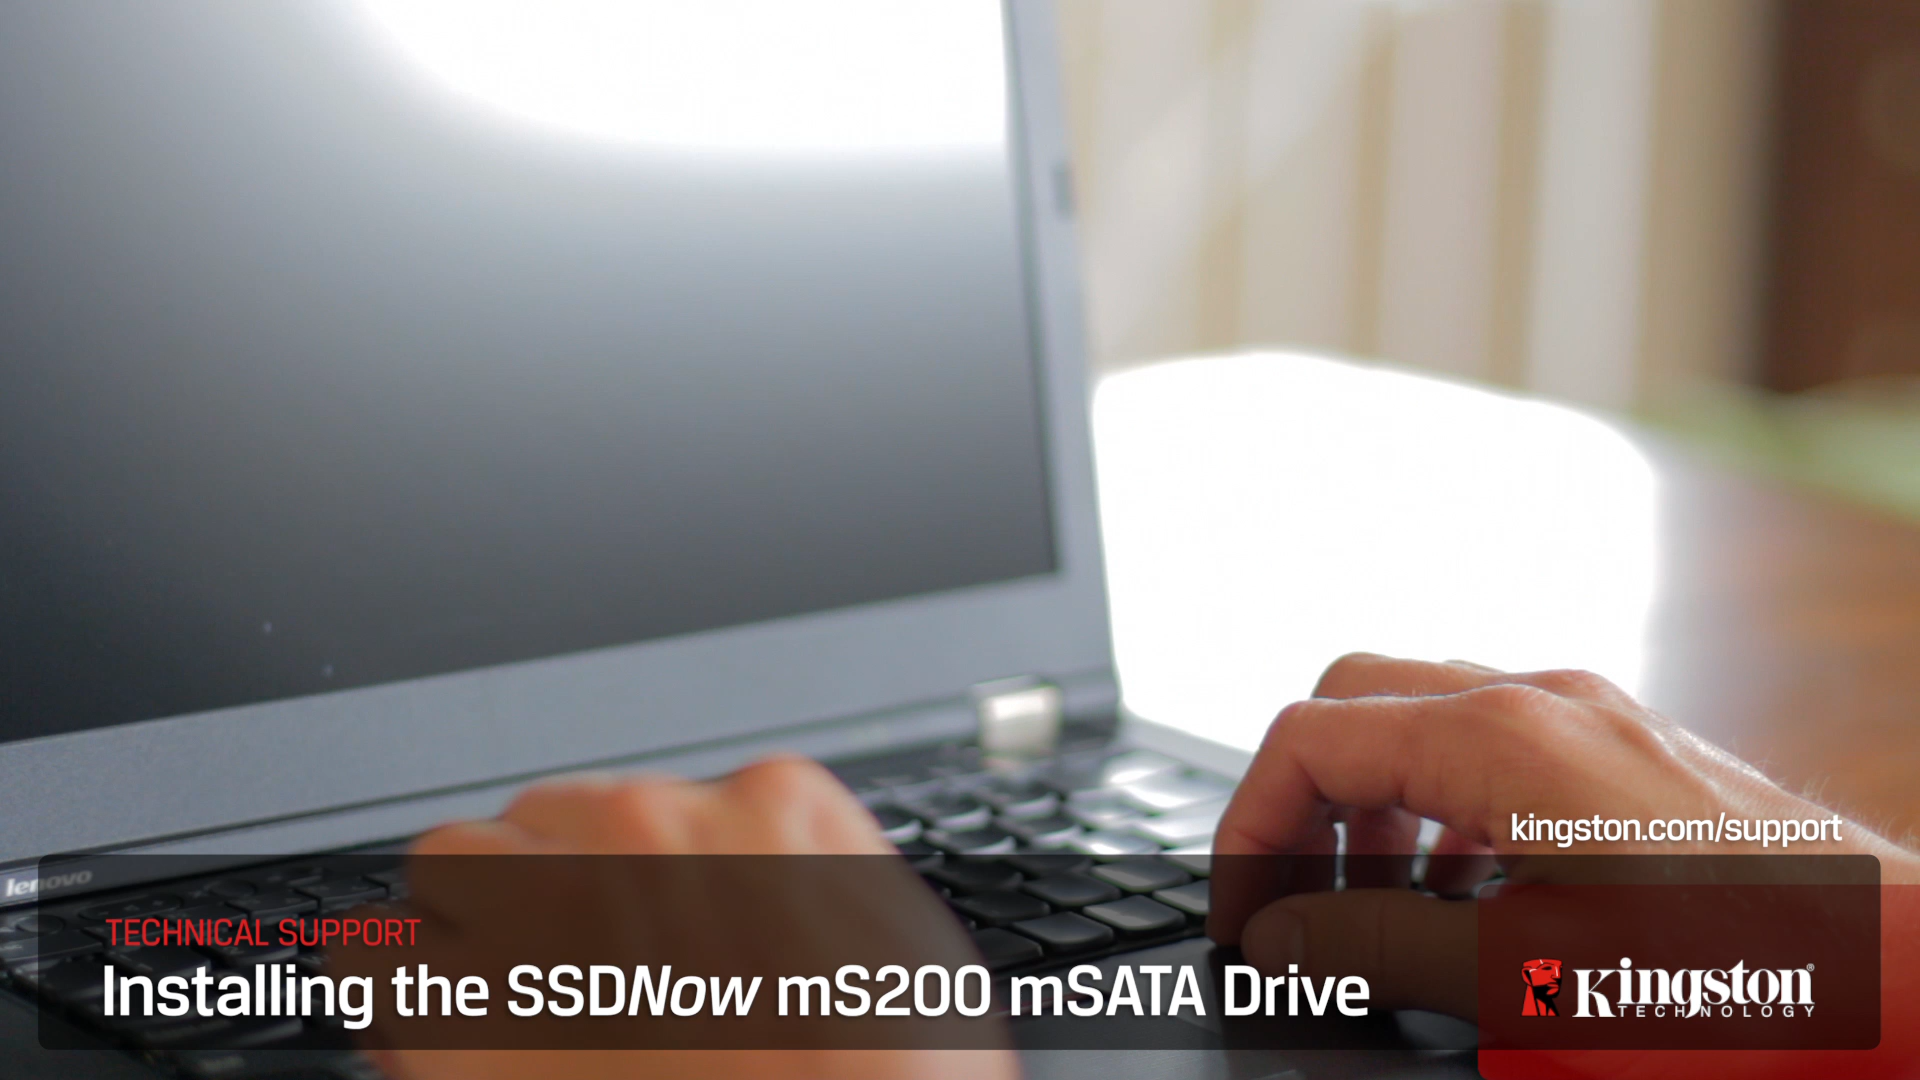 kingston.com/support
lenovo
TECHNICAL SUPPORT
Installing the SSDNow mS200 mSATA Drive
Kingston®
TECHNOLOGY